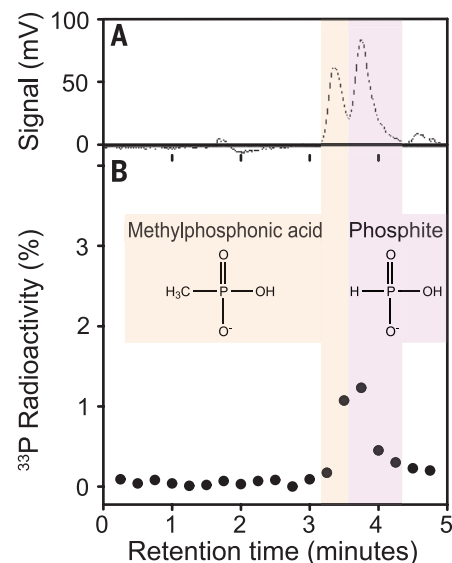 A
100
50
0
Signal (mV)
B
Methylphosphonic acid
Phosphite
O
H₃C P OH
O⁻
O
H P OH
O⁻
3
2
1
0
³³P Radioactivity (%)
0 1 2 3 4 5
Retention time (minutes)